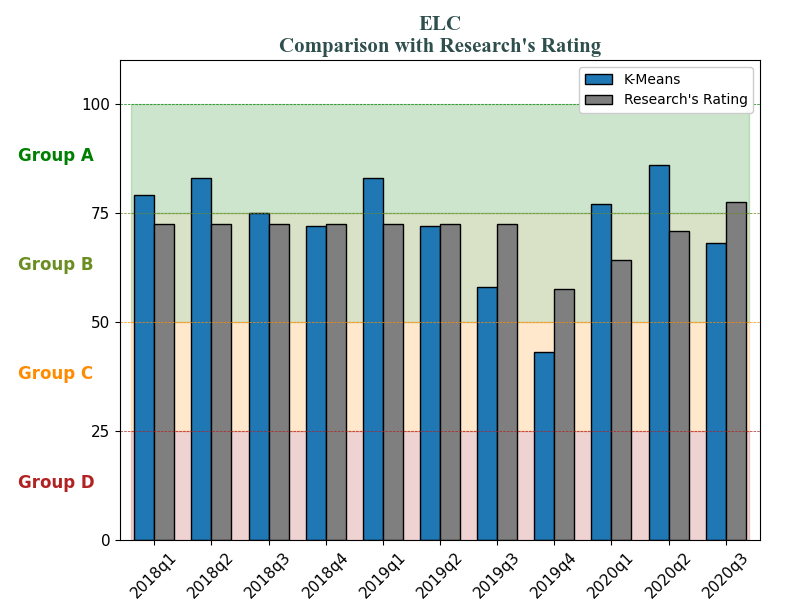 ELC
Comparison with Research's Rating
K-Means
Research's Rating
100
Group A
75
Group B
50
Group C
25
Group D
0
2018q1
2018q2
2018q3
2018q4
2019q1
2019q2
2019q3
2019q4
2020q1
2020q2
2020q3